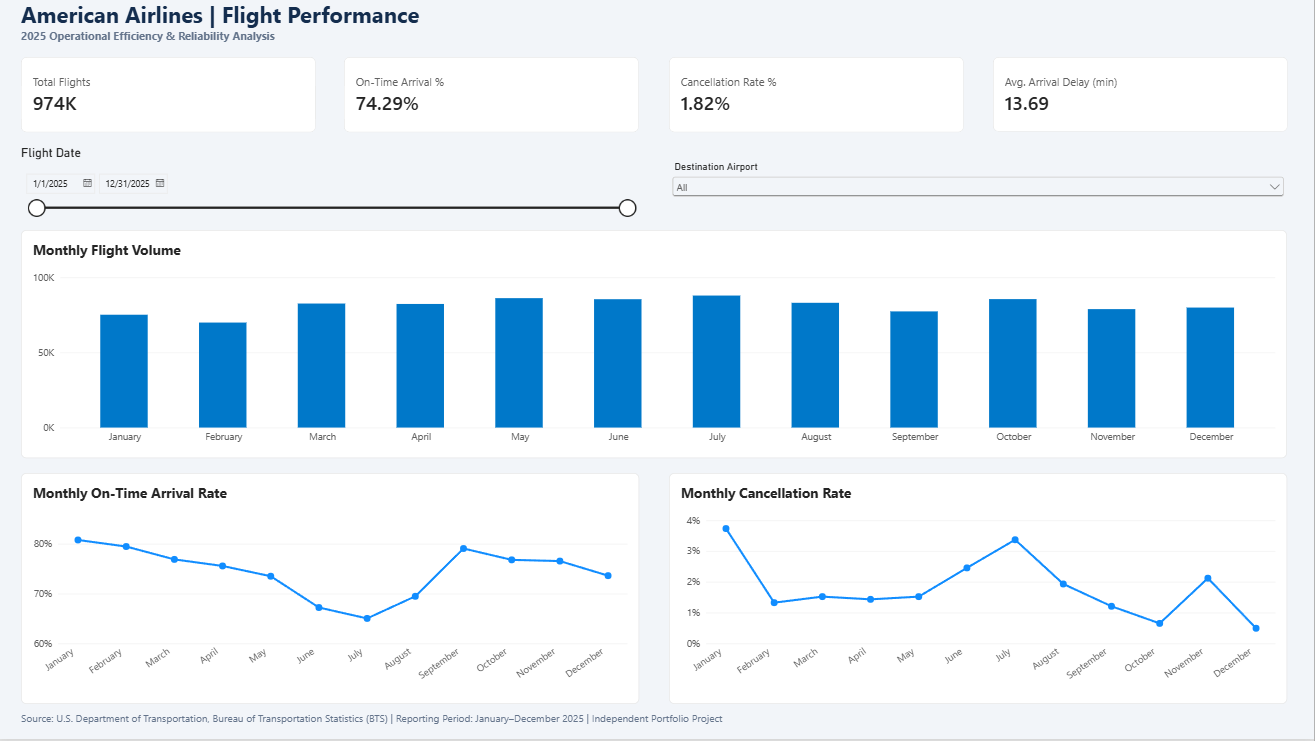 American Airlines | Flight Performance
2025 Operational Efficiency & Reliability Analysis
Total Flights
974K
On-Time Arrival %
74.29%
Cancellation Rate %
1.82%
Avg. Arrival Delay (min)
13.69
Flight Date
1/1/2025 12/31/2025
Destination Airport
All
Monthly Flight Volume
100K
50K
0K
January February March April May June July August September October November December
Monthly On-Time Arrival Rate
80%
70%
60%
January February March April May June July August September October November December
Monthly Cancellation Rate
4%
3%
2%
1%
0%
January February March April May June July August September October November December
Source: U.S. Department of Transportation, Bureau of Transportation Statistics (BTS) | Reporting Period: January–December 2025 | Independent Portfolio Project